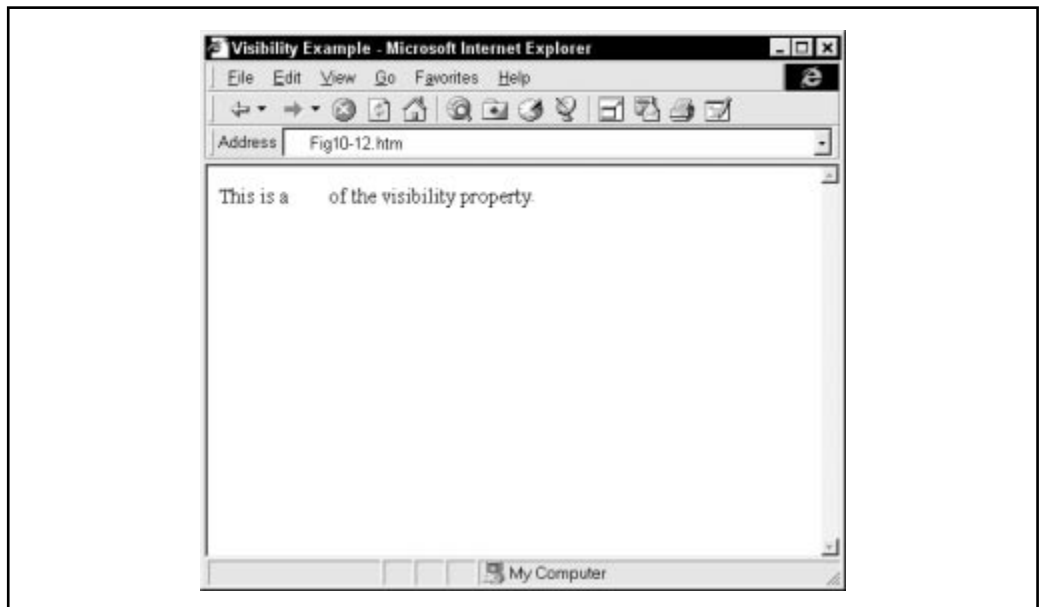 Visibility Example - Microsoft Internet Explorer
File Edit View Go Favorites Help
Address Fig10-12.htm
This is a of the visibility property.
My Computer